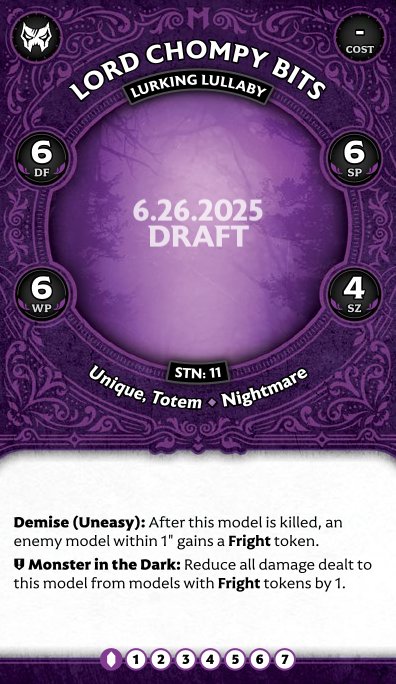 -
COST
LORD CHOMPY BITS
LURKING LULLABY
6
DF
6
SP
6.26.2025
DRAFT
6
WP
4
SZ
STN: 11
Unique, Totem ◆ Nightmare
Demise (Uneasy): After this model is killed, an
enemy model within 1" gains a Fright token.
Monster in the Dark: Reduce all damage dealt to
this model from models with Fright tokens by 1.
1 2 3 4 5 6 7